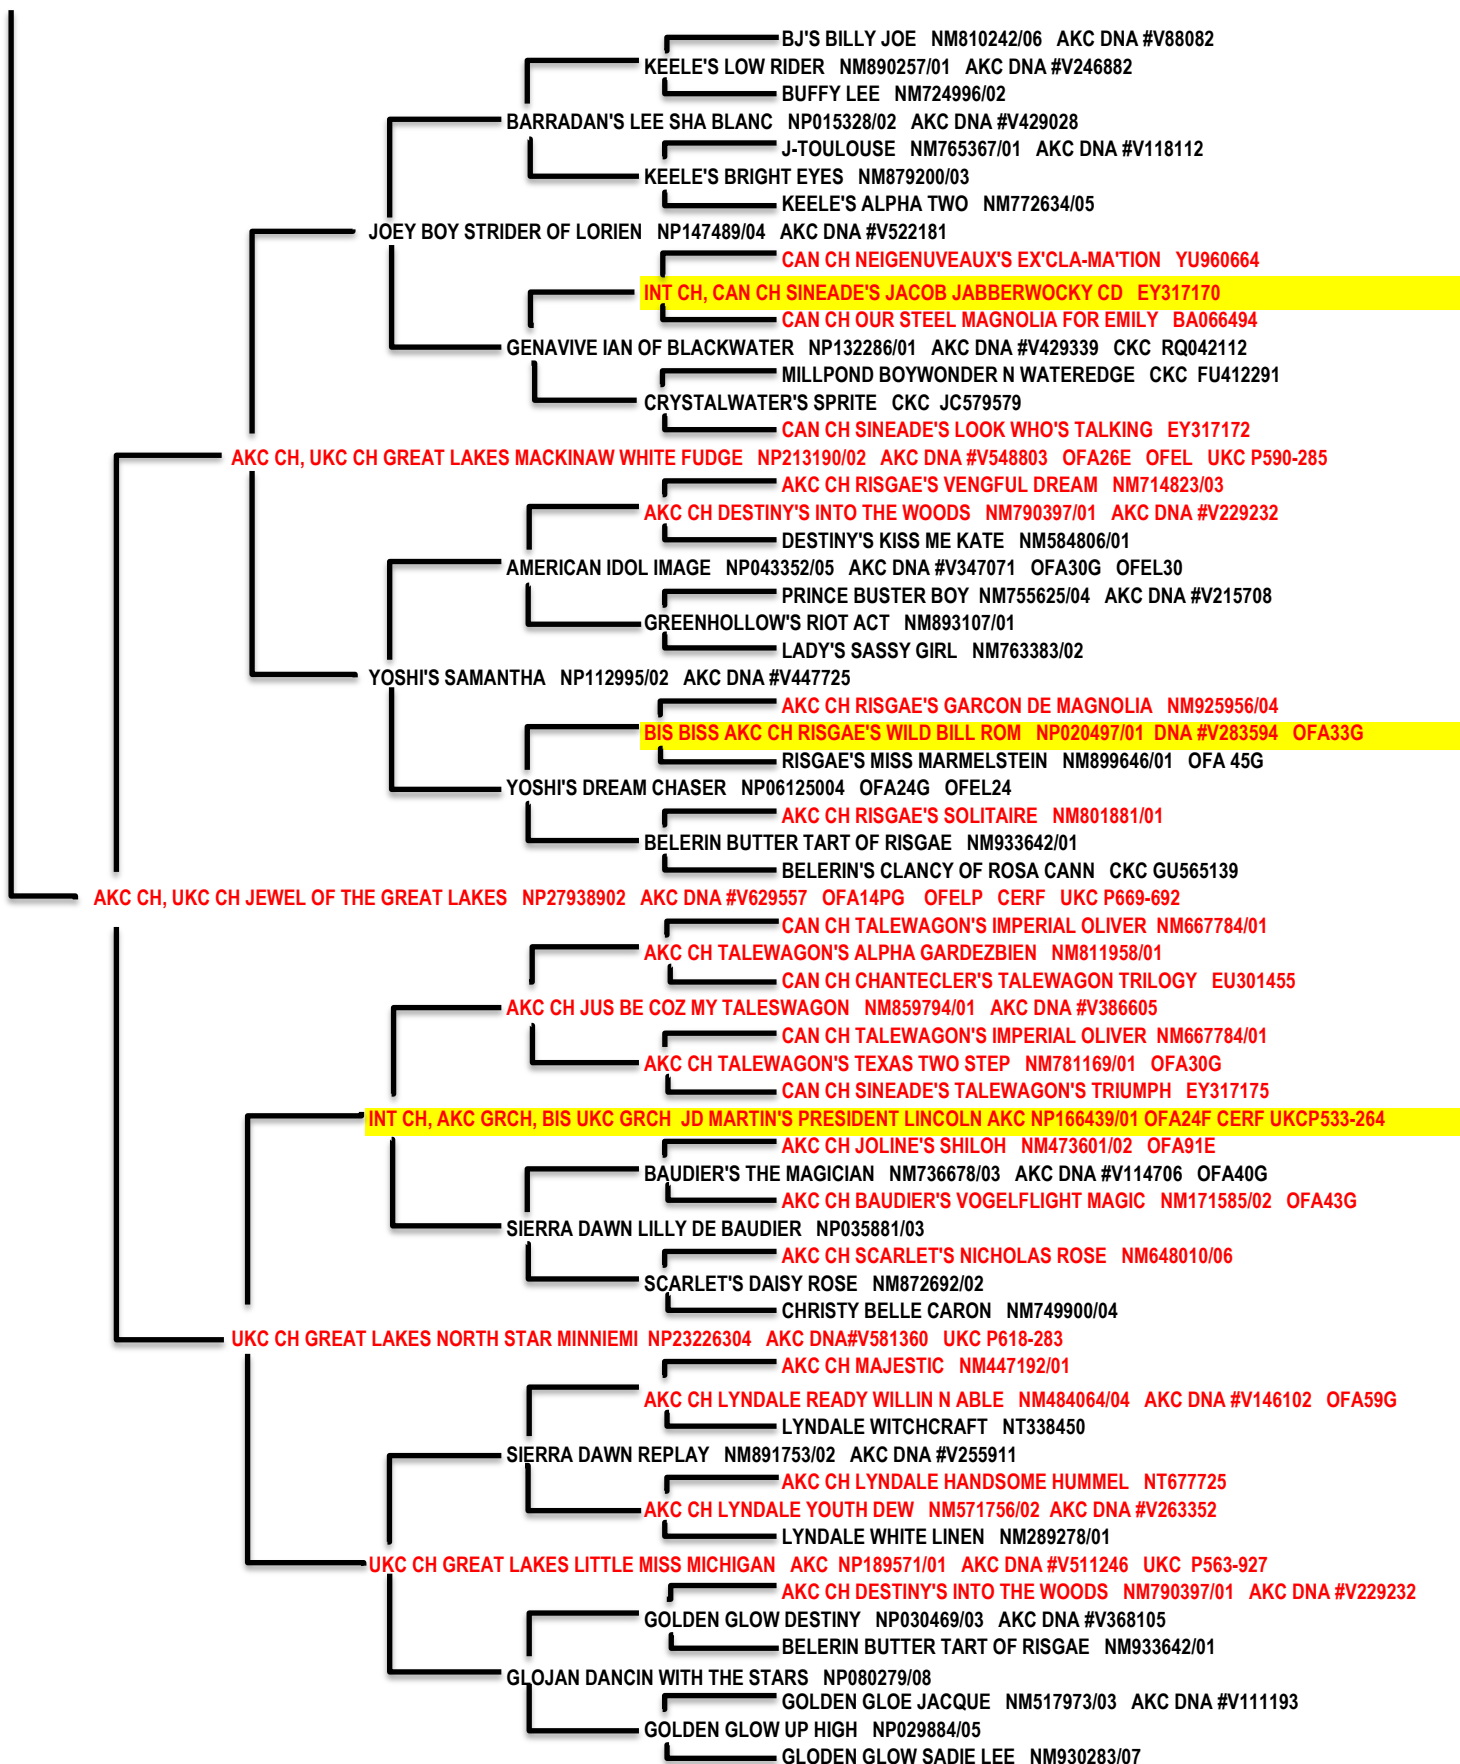 BJ'S BILLY JOE NM810242/06 AKC DNA #V88082
KEELE'S LOW RIDER NM890257/01 AKC DNA #V246882
BUFFY LEE NM724996/02
BARRADAN'S LEE SHA BLANC NP015328/02 AKC DNA #V429028
J-TOULOUSE NM765367/01 AKC DNA #V118112
KEELE'S BRIGHT EYES NM879200/03
KEELE'S ALPHA TWO NM772634/05
JOEY BOY STRIDER OF LORIEN NP147489/04 AKC DNA #V522181
CAN CH NEIGENUVEAUX'S EX'CLA-MA'TION YU960664
INT CH, CAN CH SINEADE'S JACOB JABBERWOCKY CD EY317170
CAN CH OUR STEEL MAGNOLIA FOR EMILY BA066494
GENAVIVE IAN OF BLACKWATER NP132286/01 AKC DNA #V429339 CKC RQ042112
MILLPOND BOYWONDER N WATEREDGE CKC FU412291
CRYSTALWATER'S SPRITE CKC JC579579
CAN CH SINEADE'S LOOK WHO'S TALKING EY317172
AKC CH, UKC CH GREAT LAKES MACKINAW WHITE FUDGE NP213190/02 AKC DNA #V548803 OFA26E OFEL UKC P590-285
AKC CH RISGAE'S VENGFUL DREAM NM714823/03
AKC CH DESTINY'S INTO THE WOODS NM790397/01 AKC DNA #V229232
DESTINY'S KISS ME KATE NM584806/01
AMERICAN IDOL IMAGE NP043352/05 AKC DNA #V347071 OFA30G OFEL30
PRINCE BUSTER BOY NM755625/04 AKC DNA #V215708
GREENHOLLOW'S RIOT ACT NM893107/01
LADY'S SASSY GIRL NM763383/02
YOSHI'S SAMANTHA NP112995/02 AKC DNA #V447725
AKC CH RISGAE'S GARCON DE MAGNOLIA NM925956/04
BIS BISS AKC CH RISGAE'S WILD BILL ROM NP020497/01 DNA #V283594 OFA33G
RISGAE'S MISS MARMELSTEIN NM899646/01 OFA 45G
YOSHI'S DREAM CHASER NP06125004 OFA24G OFEL24
AKC CH RISGAE'S SOLITAIRE NM801881/01
BELERIN BUTTER TART OF RISGAE NM933642/01
BELERIN'S CLANCY OF ROSA CANN CKC GU565139
AKC CH, UKC CH JEWEL OF THE GREAT LAKES NP27938902 AKC DNA #V629557 OFA14PG OFELP CERF UKC P669-692
CAN CH TALEWAGON'S IMPERIAL OLIVER NM667784/01
AKC CH TALEWAGON'S ALPHA GARDEZBIEN NM811958/01
CAN CH CHANTECLER'S TALEWAGON TRILOGY EU301455
AKC CH JUS BE COZ MY TALESWAGON NM859794/01 AKC DNA #V386605
CAN CH TALEWAGON'S IMPERIAL OLIVER NM667784/01
AKC CH TALEWAGON'S TEXAS TWO STEP NM781169/01 OFA30G
CAN CH SINEADE'S TALEWAGON'S TRIUMPH EY317175
INT CH, AKC GRCH, BIS UKC GRCH JD MARTIN'S PRESIDENT LINCOLN AKC NP166439/01 OFA24F CERF UKCP533-264
AKC CH JOLINE'S SHILOH NM473601/02 OFA91E
BAUDIER'S THE MAGICIAN NM736678/03 AKC DNA #V114706 OFA40G
AKC CH BAUDIER'S VOGELFLIGHT MAGIC NM171585/02 OFA43G
SIERRA DAWN LILLY DE BAUDIER NP035881/03
AKC CH SCARLET'S NICHOLAS ROSE NM648010/06
SCARLET'S DAISY ROSE NM872692/02
CHRISTY BELLE CARON NM749900/04
UKC CH GREAT LAKES NORTH STAR MINNIEMI NP23226304 AKC DNA#V581360 UKC P618-283
AKC CH MAJESTIC NM447192/01
AKC CH LYNDALE READY WILLIN N ABLE NM484064/04 AKC DNA #V146102 OFA59G
LYNDALE WITCHCRAFT NT338450
SIERRA DAWN REPLAY NM891753/02 AKC DNA #V255911
AKC CH LYNDALE HANDSOME HUMMEL NT677725
AKC CH LYNDALE YOUTH DEW NM571756/02 AKC DNA #V263352
LYNDALE WHITE LINEN NM289278/01
UKC CH GREAT LAKES LITTLE MISS MICHIGAN AKC NP189571/01 AKC DNA #V511246 UKC P563-927
AKC CH DESTINY'S INTO THE WOODS NM790397/01 AKC DNA #V229232
GOLDEN GLOW DESTINY NP030469/03 AKC DNA #V368105
BELERIN BUTTER TART OF RISGAE NM933642/01
GLOJAN DANCIN WITH THE STARS NP080279/08
GOLDEN GLOE JACQUE NM517973/03 AKC DNA #V111193
GOLDEN GLOW UP HIGH NP029884/05
GLODEN GLOW SADIE LEE NM930283/07